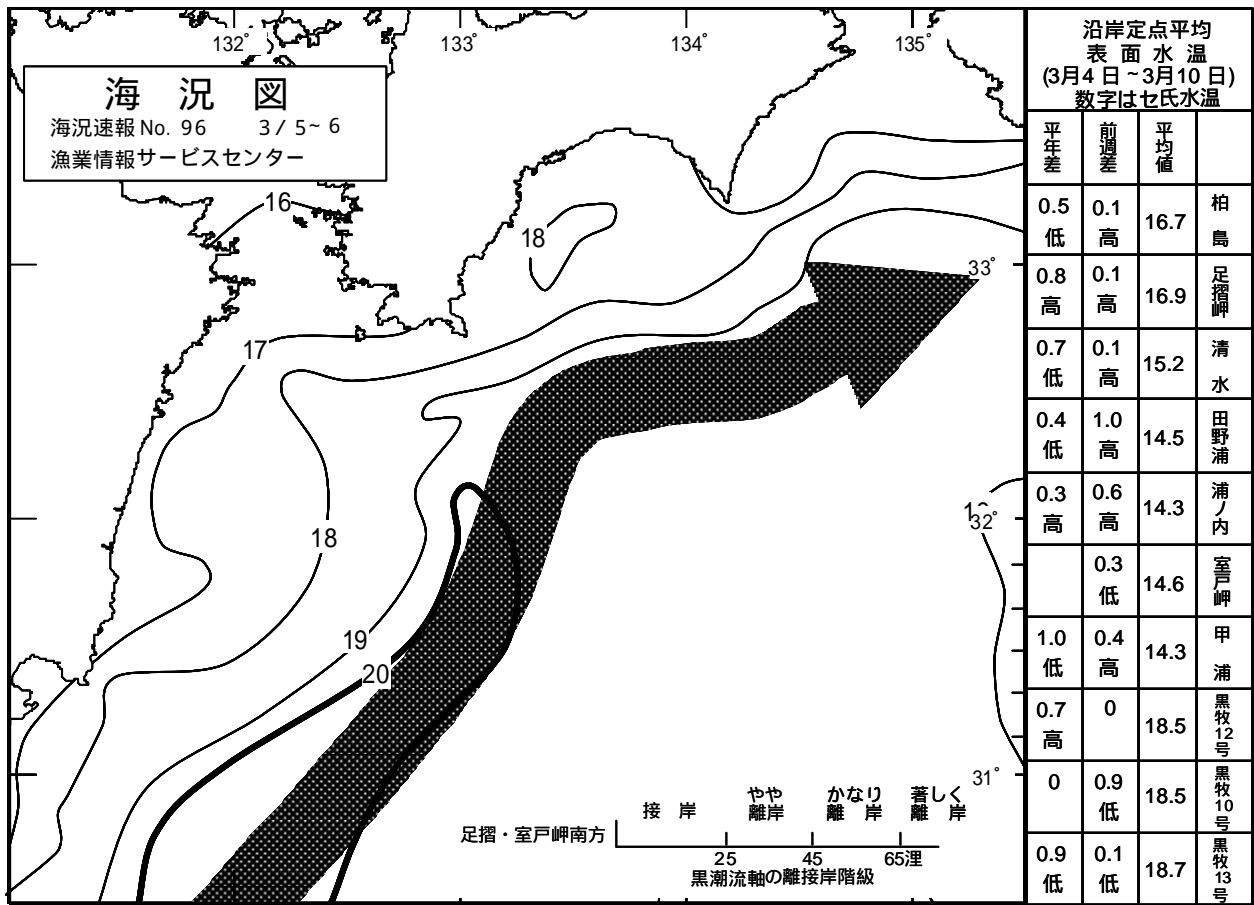 132°
133°
134°
135°
海 況 図
海況速報 No. 96 3/5~6
漁業情報サービスセンター
16
18
33°
17
18
32°
19
20
31°
接 岸
やや離岸
かなり離岸
著しく離岸
足摺・室戸岬南方
25 45 65浬
黒潮流軸の離接岸階級
沿岸定点平均
表 面 水 温
(3月4日~3月10日)
数字はセ氏水温
平年差 前週差 平均値
0.5低 0.1高 16.7 柏島
0.8高 0.1高 16.9 足摺岬
0.7低 0.1高 15.2 清水
0.4低 1.0高 14.5 田野浦
0.3高 0.6高 14.3 浦ノ内
0.3低 14.6 室戸岬
1.0低 0.4高 14.3 甲浦
0.7高 0 18.5 黒牧12号
0 0.9低 18.5 黒牧10号
0.9低 0.1低 18.7 黒牧13号